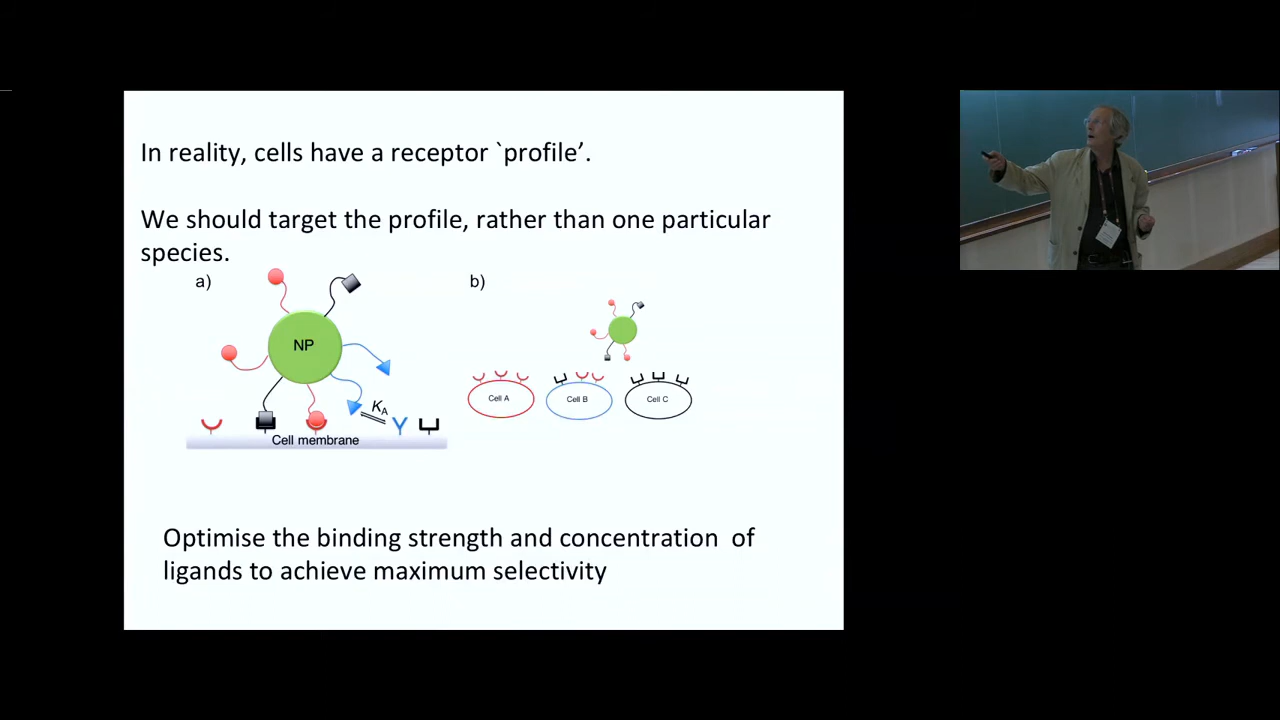 In reality, cells have a receptor `profile’.
We should target the profile, rather than one particular
species.
a)
b)
NP
K_A
Cell membrane
Cell A
Cell B
Cell C
Optimise the binding strength and concentration of
ligands to achieve maximum selectivity